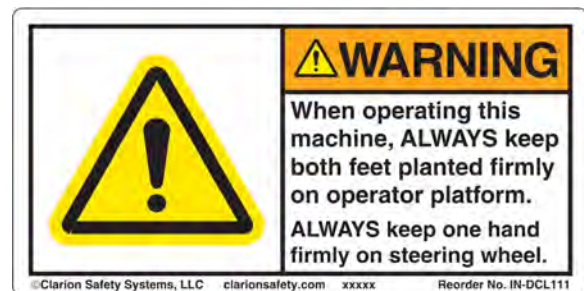 WARNING
When operating this
machine, ALWAYS keep
both feet planted firmly
on operator platform.
ALWAYS keep one hand
firmly on steering wheel.
©Clarion Safety Systems, LLC clarionsafety.com xxxxx Reorder No. IN-DCL111